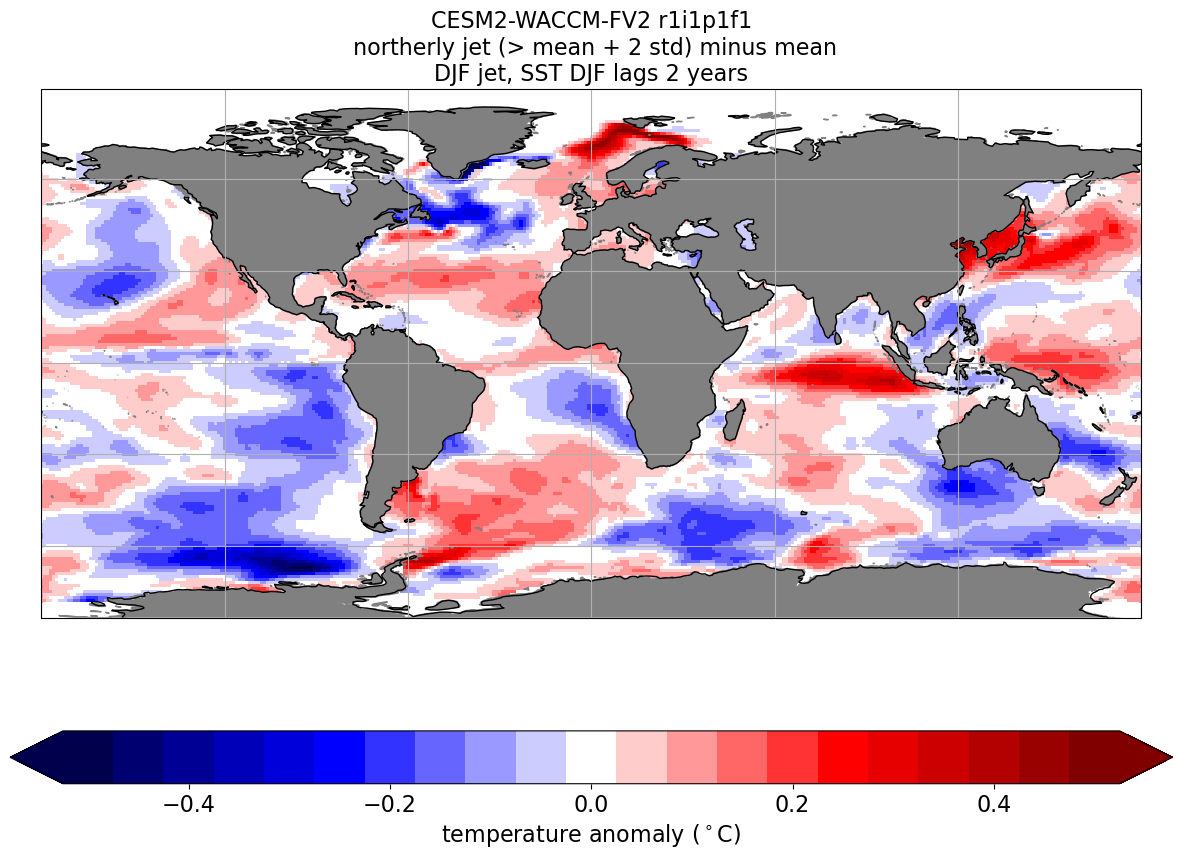 CESM2-WACCM-FV2 r1i1p1f1
northerly jet (> mean + 2 std) minus mean
DJF jet, SST DJF lags 2 years
−0.4 −0.2 0.0 0.2 0.4
temperature anomaly (∘C)